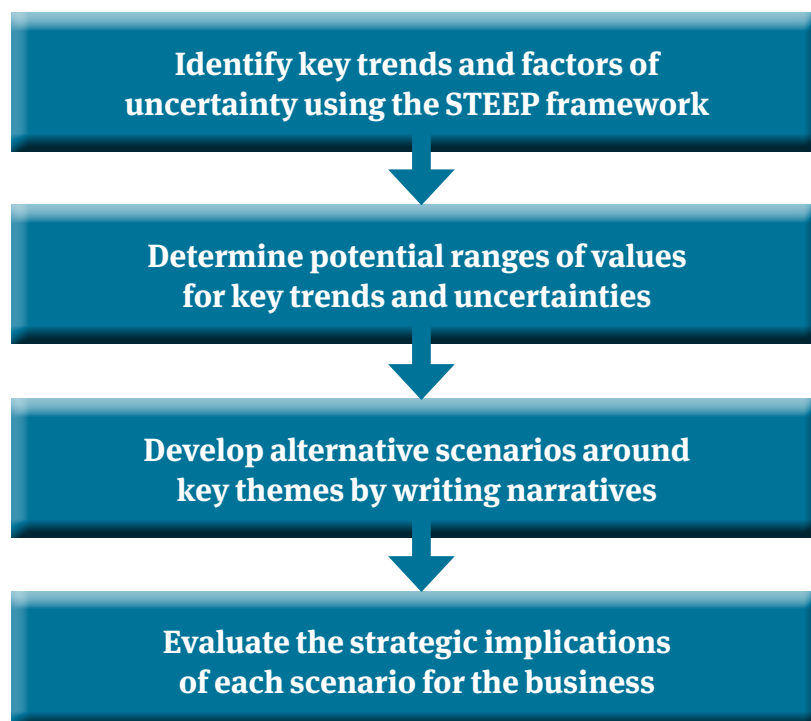 Identify key trends and factors of
uncertainty using the STEEP framework
Determine potential ranges of values
for key trends and uncertainties
Develop alternative scenarios around
key themes by writing narratives
Evaluate the strategic implications
of each scenario for the business